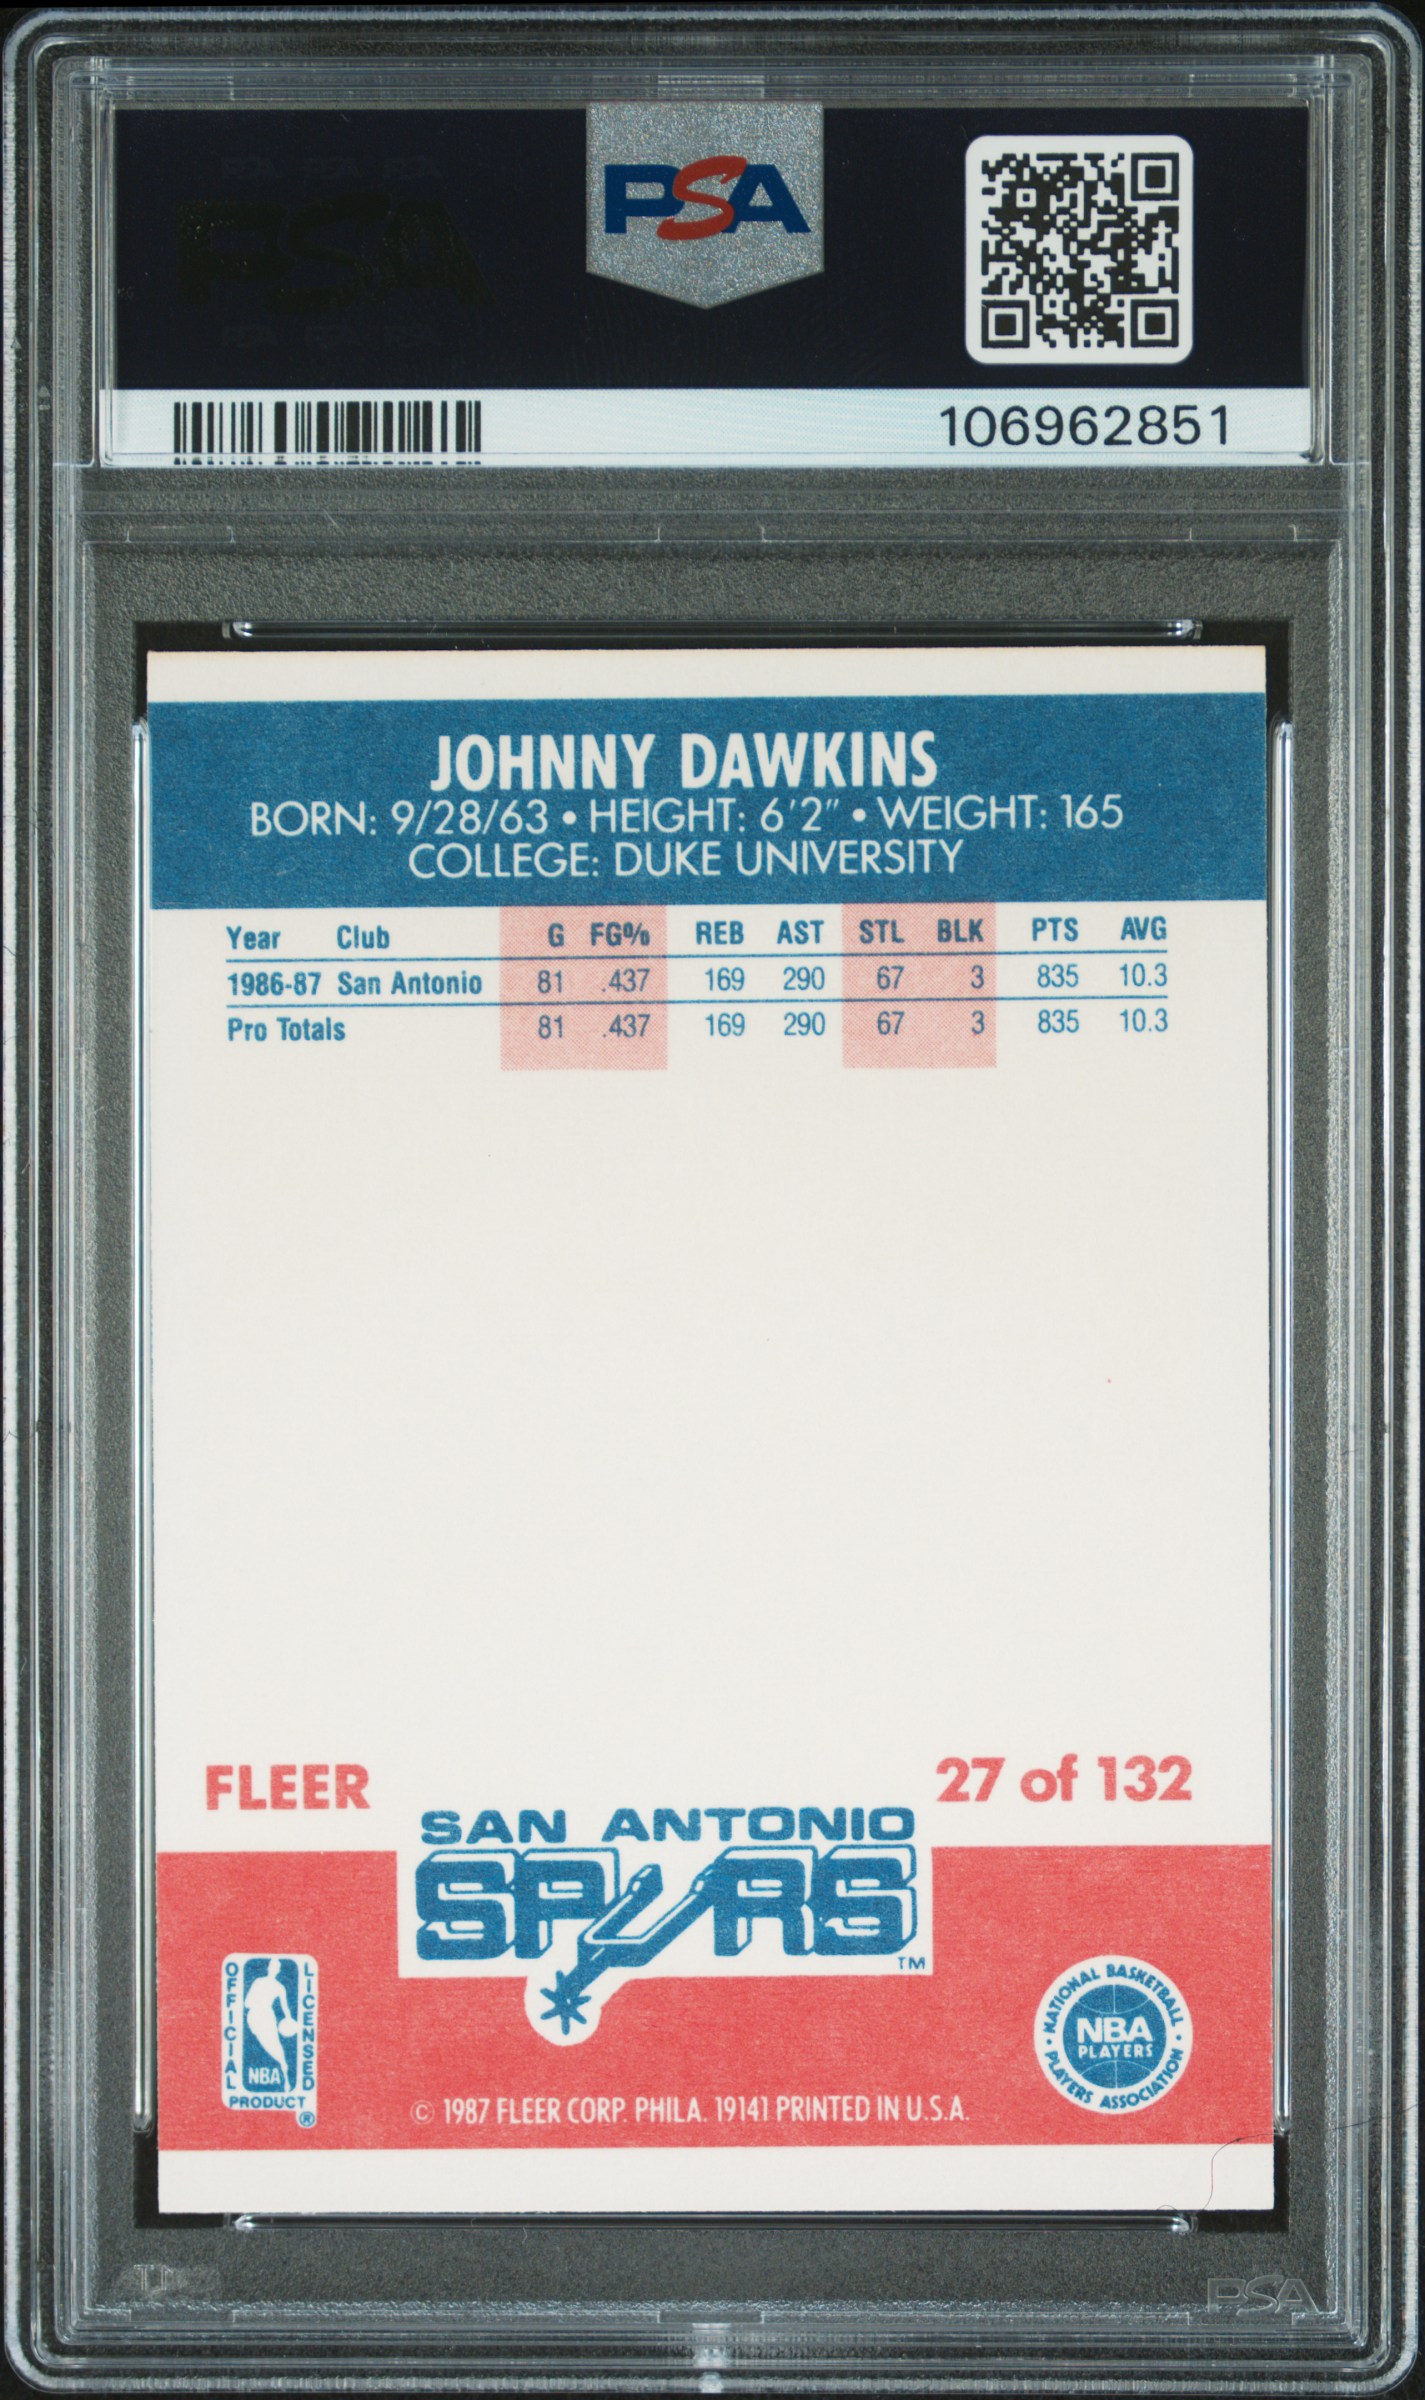 PSA
106962851
JOHNNY DAWKINS
BORN: 9/28/63 • HEIGHT: 6'2" • WEIGHT: 165
COLLEGE: DUKE UNIVERSITY
Year Club G FG% REB AST STL BLK PTS AVG
1986-87 San Antonio 81 .437 169 290 67 3 835 10.3
Pro Totals 81 .437 169 290 67 3 835 10.3
FLEER
27 of 132
SAN ANTONIO
SPURS
TM
OFFICIAL LICENSED
NBA
PRODUCT
®
© 1987 FLEER CORP. PHILA. 19141 PRINTED IN U.S.A.
• NATIONAL BASKETBALL •
NBA
PLAYERS
PLAYERS ASSOCIATION
PSA